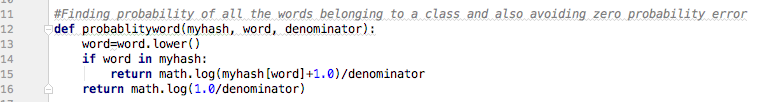 11 #Finding probability of all the words belonging to a class and also avoiding zero probability error
12 def probablityword(myhash, word, denominator):
13 word=word.lower()
14 if word in myhash:
15 return math.log(myhash[word]+1.0)/denominator
16 return math.log(1.0/denominator)